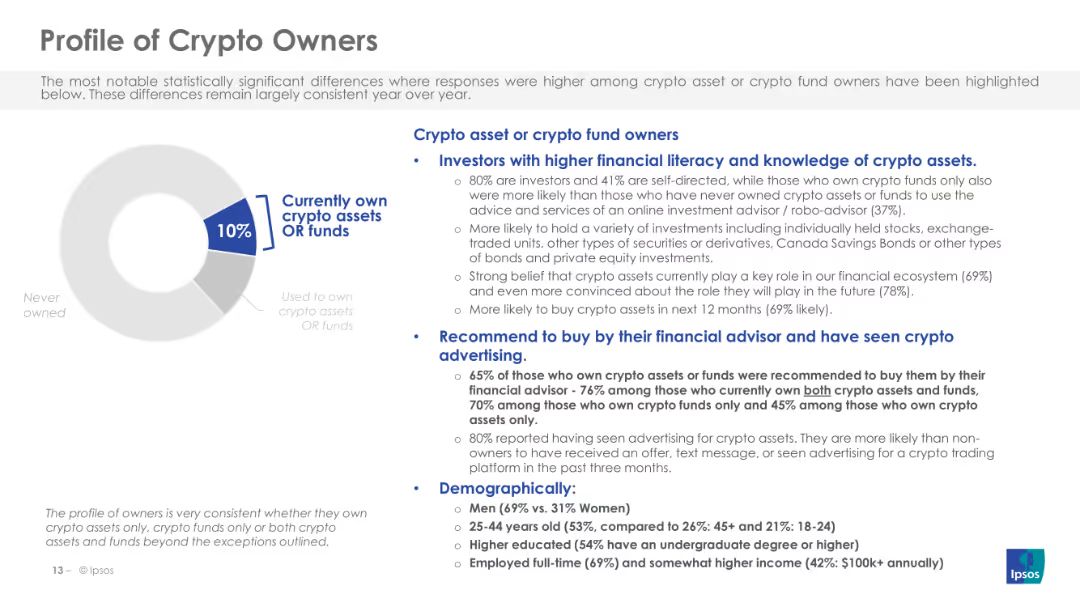 Profile of Crypto Owners
The most notable statistically significant differences where responses were higher among crypto asset or crypto fund owners have been highlighted
below. These differences remain largely consistent year over year.
10%
Currently own
crypto assets
OR funds
Never
owned
Used to own
crypto assets
OR funds
The profile of owners is very consistent whether they own
crypto assets only, crypto funds only or both crypto
assets and funds beyond the exceptions outlined.
13 – © Ipsos
Crypto asset or crypto fund owners
• Investors with higher financial literacy and knowledge of crypto assets.
o 80% are investors and 41% are self-directed, while those who own crypto funds only also
were more likely than those who have never owned crypto assets or funds to use the
advice and services of an online investment advisor / robo-advisor (37%).
o More likely to hold a variety of investments including individually held stocks, exchange-
traded units. other types of securities or derivatives, Canada Savings Bonds or other types
of bonds and private equity investments.
o Strong belief that crypto assets currently play a key role in our financial ecosystem (69%)
and even more convinced about the role they will play in the future (78%).
o More likely to buy crypto assets in next 12 months (69% likely).
• Recommend to buy by their financial advisor and have seen crypto
advertising.
o 65% of those who own crypto assets or funds were recommended to buy them by their
financial advisor - 76% among those who currently own both crypto assets and funds,
70% among those who own crypto funds only and 45% among those who own crypto
assets only.
o 80% reported having seen advertising for crypto assets. They are more likely than non-
owners to have received an offer, text message, or seen advertising for a crypto trading
platform in the past three months.
• Demographically:
o Men (69% vs. 31% Women)
o 25-44 years old (53%, compared to 26%: 45+ and 21%: 18-24)
o Higher educated (54% have an undergraduate degree or higher)
o Employed full-time (69%) and somewhat higher income (42%: $100k+ annually)
Ipsos